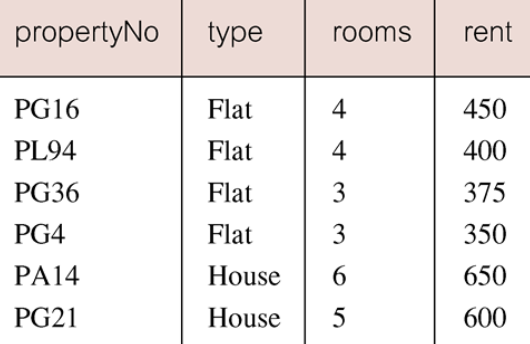 propertyNo type rooms rent
PG16 Flat 4 450
PL94 Flat 4 400
PG36 Flat 3 375
PG4 Flat 3 350
PA14 House 6 650
PG21 House 5 600